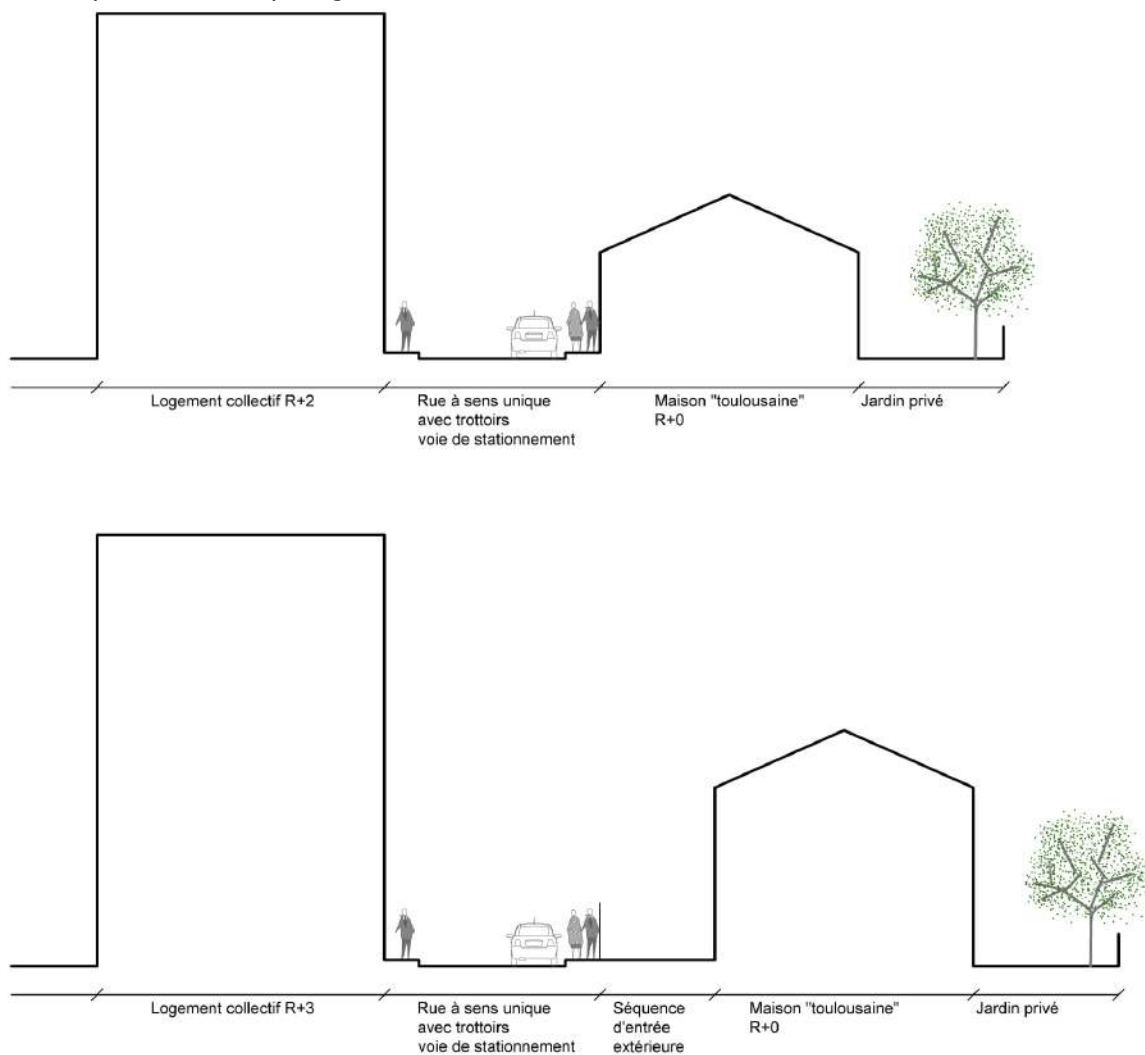 Logement collectif R+2
Rue à sens unique
avec trottoirs
voie de stationnement
Maison "toulousaine"
R+0
Jardin privé
Logement collectif R+3
Rue à sens unique
avec trottoirs
voie de stationnement
Séquence
d'entrée
extérieure
Maison "toulousaine"
R+0
Jardin privé